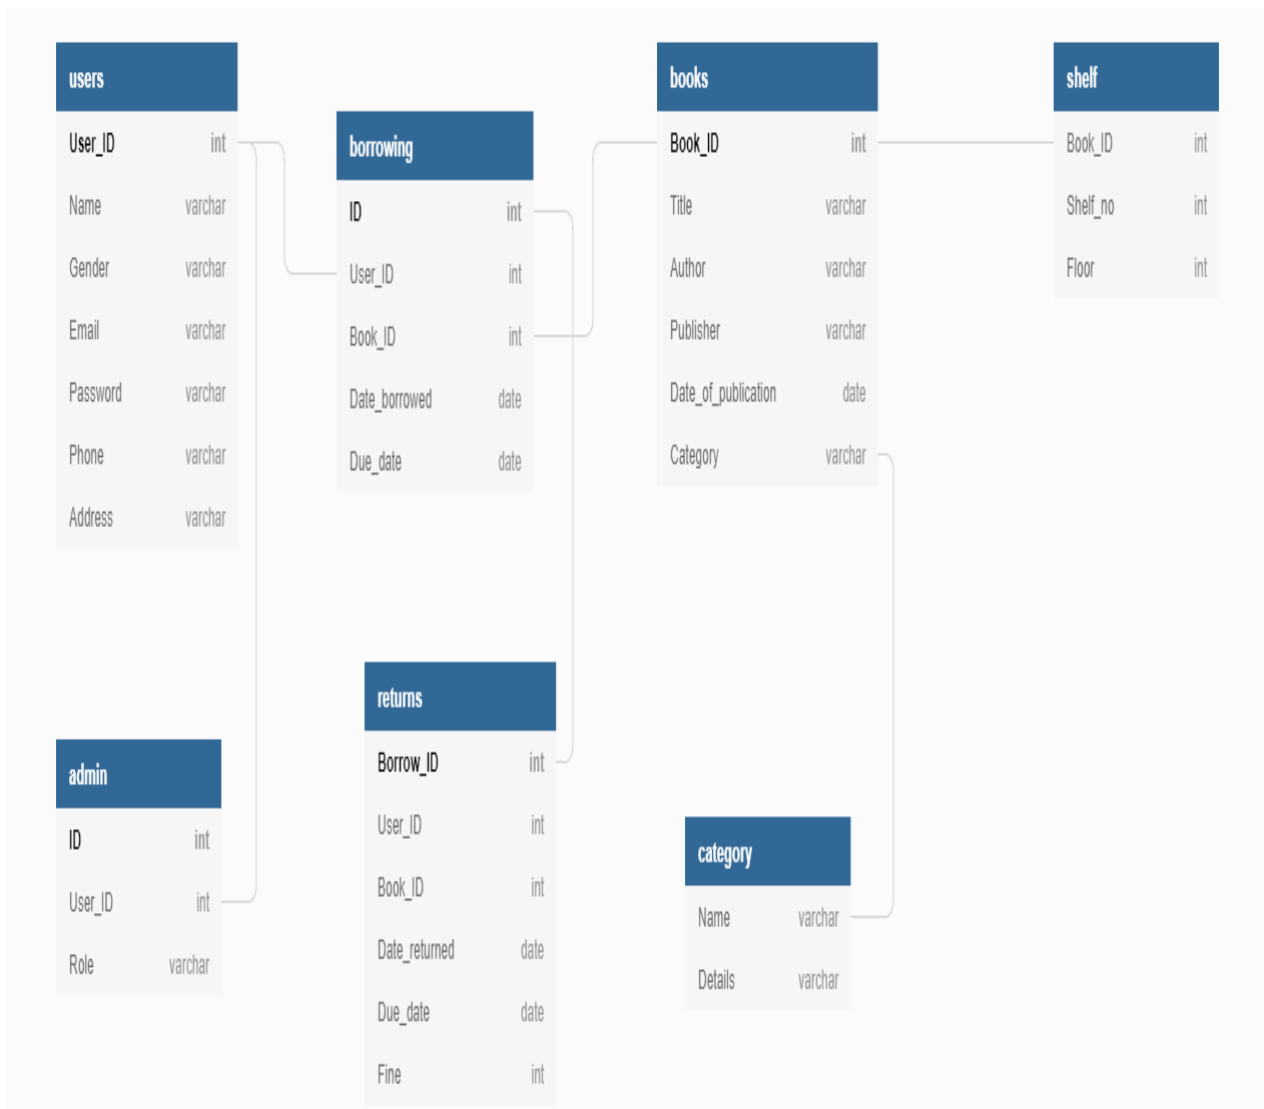 users
User_ID int
Name varchar
Gender varchar
Email varchar
Password varchar
Phone varchar
Address varchar
borrowing
ID int
User_ID int
Book_ID int
Date_borrowed date
Due_date date
books
Book_ID int
Title varchar
Author varchar
Publisher varchar
Date_of_publication date
Category varchar
shelf
Book_ID int
Shelf_no int
Floor int
admin
ID int
User_ID int
Role varchar
returns
Borrow_ID int
User_ID int
Book_ID int
Date_returned date
Due_date date
Fine int
category
Name varchar
Details varchar